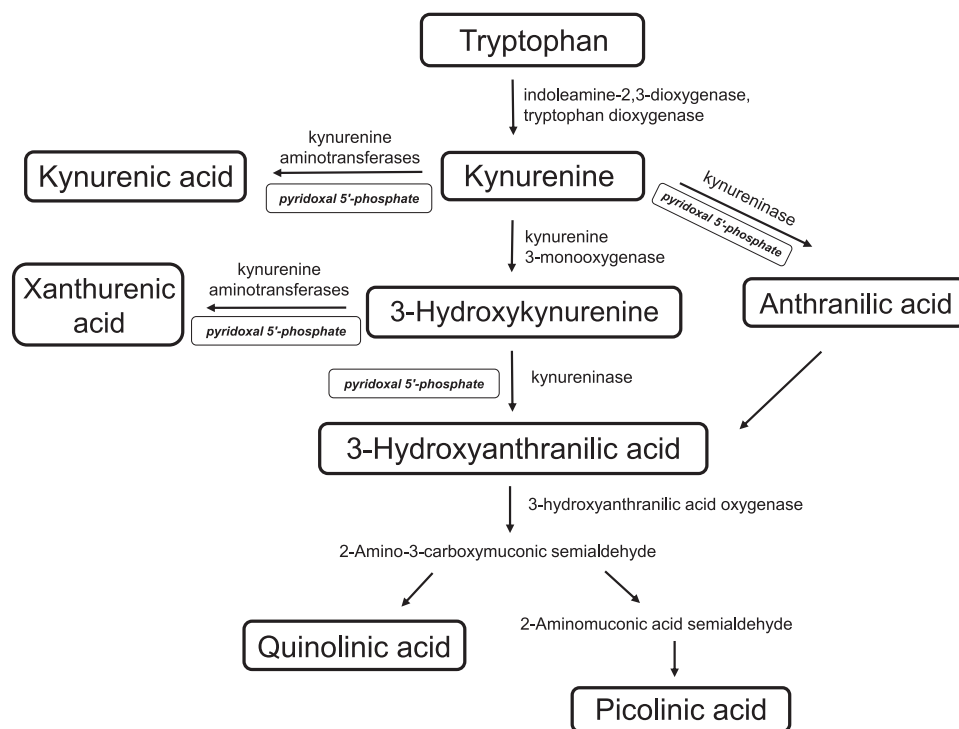 Tryptophan
indoleamine-2,3-dioxygenase,
tryptophan dioxygenase
kynurenine
aminotransferases
Kynurenic acid
pyridoxal 5'-phosphate
Kynurenine
kynureninase
pyridoxal 5'-phosphate
kynurenine
3-monooxygenase
kynurenine
aminotransferases
Xanthurenic
acid
pyridoxal 5'-phosphate
3-Hydroxykynurenine
Anthranilic acid
pyridoxal 5'-phosphate
kynureninase
3-Hydroxyanthranilic acid
3-hydroxyanthranilic acid oxygenase
2-Amino-3-carboxymuconic semialdehyde
Quinolinic acid
2-Aminomuconic acid semialdehyde
Picolinic acid